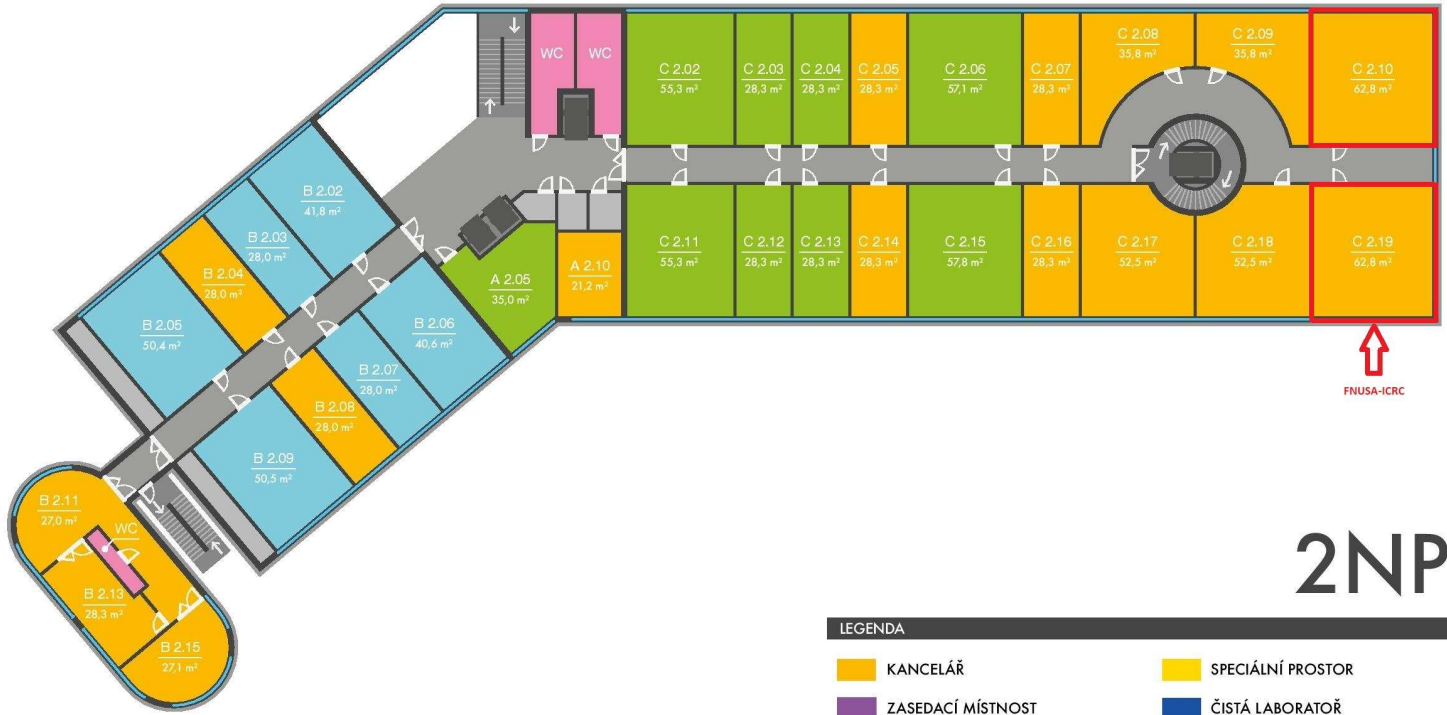 WC
WC
C 2.02
55,3 m²
C 2.03
28,3 m²
C 2.04
28,3 m²
C 2.05
28,3 m²
C 2.06
57,1 m²
C 2.07
28,3 m²
C 2.08
35,8 m²
C 2.09
35,8 m²
C 2.10
62,8 m²
B 2.02
41,8 m²
B 2.03
28,0 m²
B 2.04
28,0 m²
B 2.05
50,4 m²
A 2.05
35,0 m²
A 2.10
21,2 m²
C 2.11
55,3 m²
C 2.12
28,3 m²
C 2.13
28,3 m²
C 2.14
28,3 m²
C 2.15
57,8 m²
C 2.16
28,3 m²
C 2.17
52,5 m²
C 2.18
52,5 m²
C 2.19
62,8 m²
B 2.06
40,6 m²
B 2.07
28,0 m²
B 2.08
28,0 m²
B 2.09
50,5 m²
FNUSA-ICRC
B 2.11
27,0 m²
WC
B 2.13
28,3 m²
B 2.15
27,1 m²
2NP
LEGENDA
KANCELÁŘ
SPECIÁLNÍ PROSTOR
ZASEDACÍ MÍSTNOST
ČISTÁ LABORATOŘ